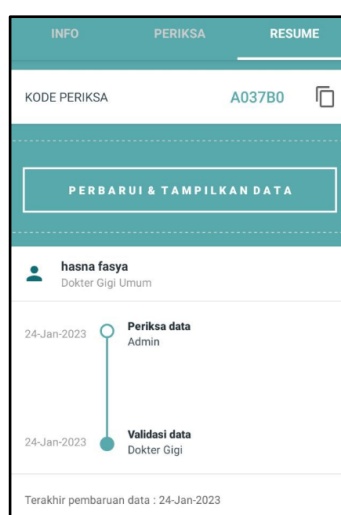 INFO PERIKSA RESUME
KODE PERIKSA A037B0
PERBARUI & TAMPILKAN DATA
hasna fasya
Dokter Gigi Umum
24-Jan-2023 Periksa data
Admin
24-Jan-2023 Validasi data
Dokter Gigi
Terakhir pembaruan data : 24-Jan-2023